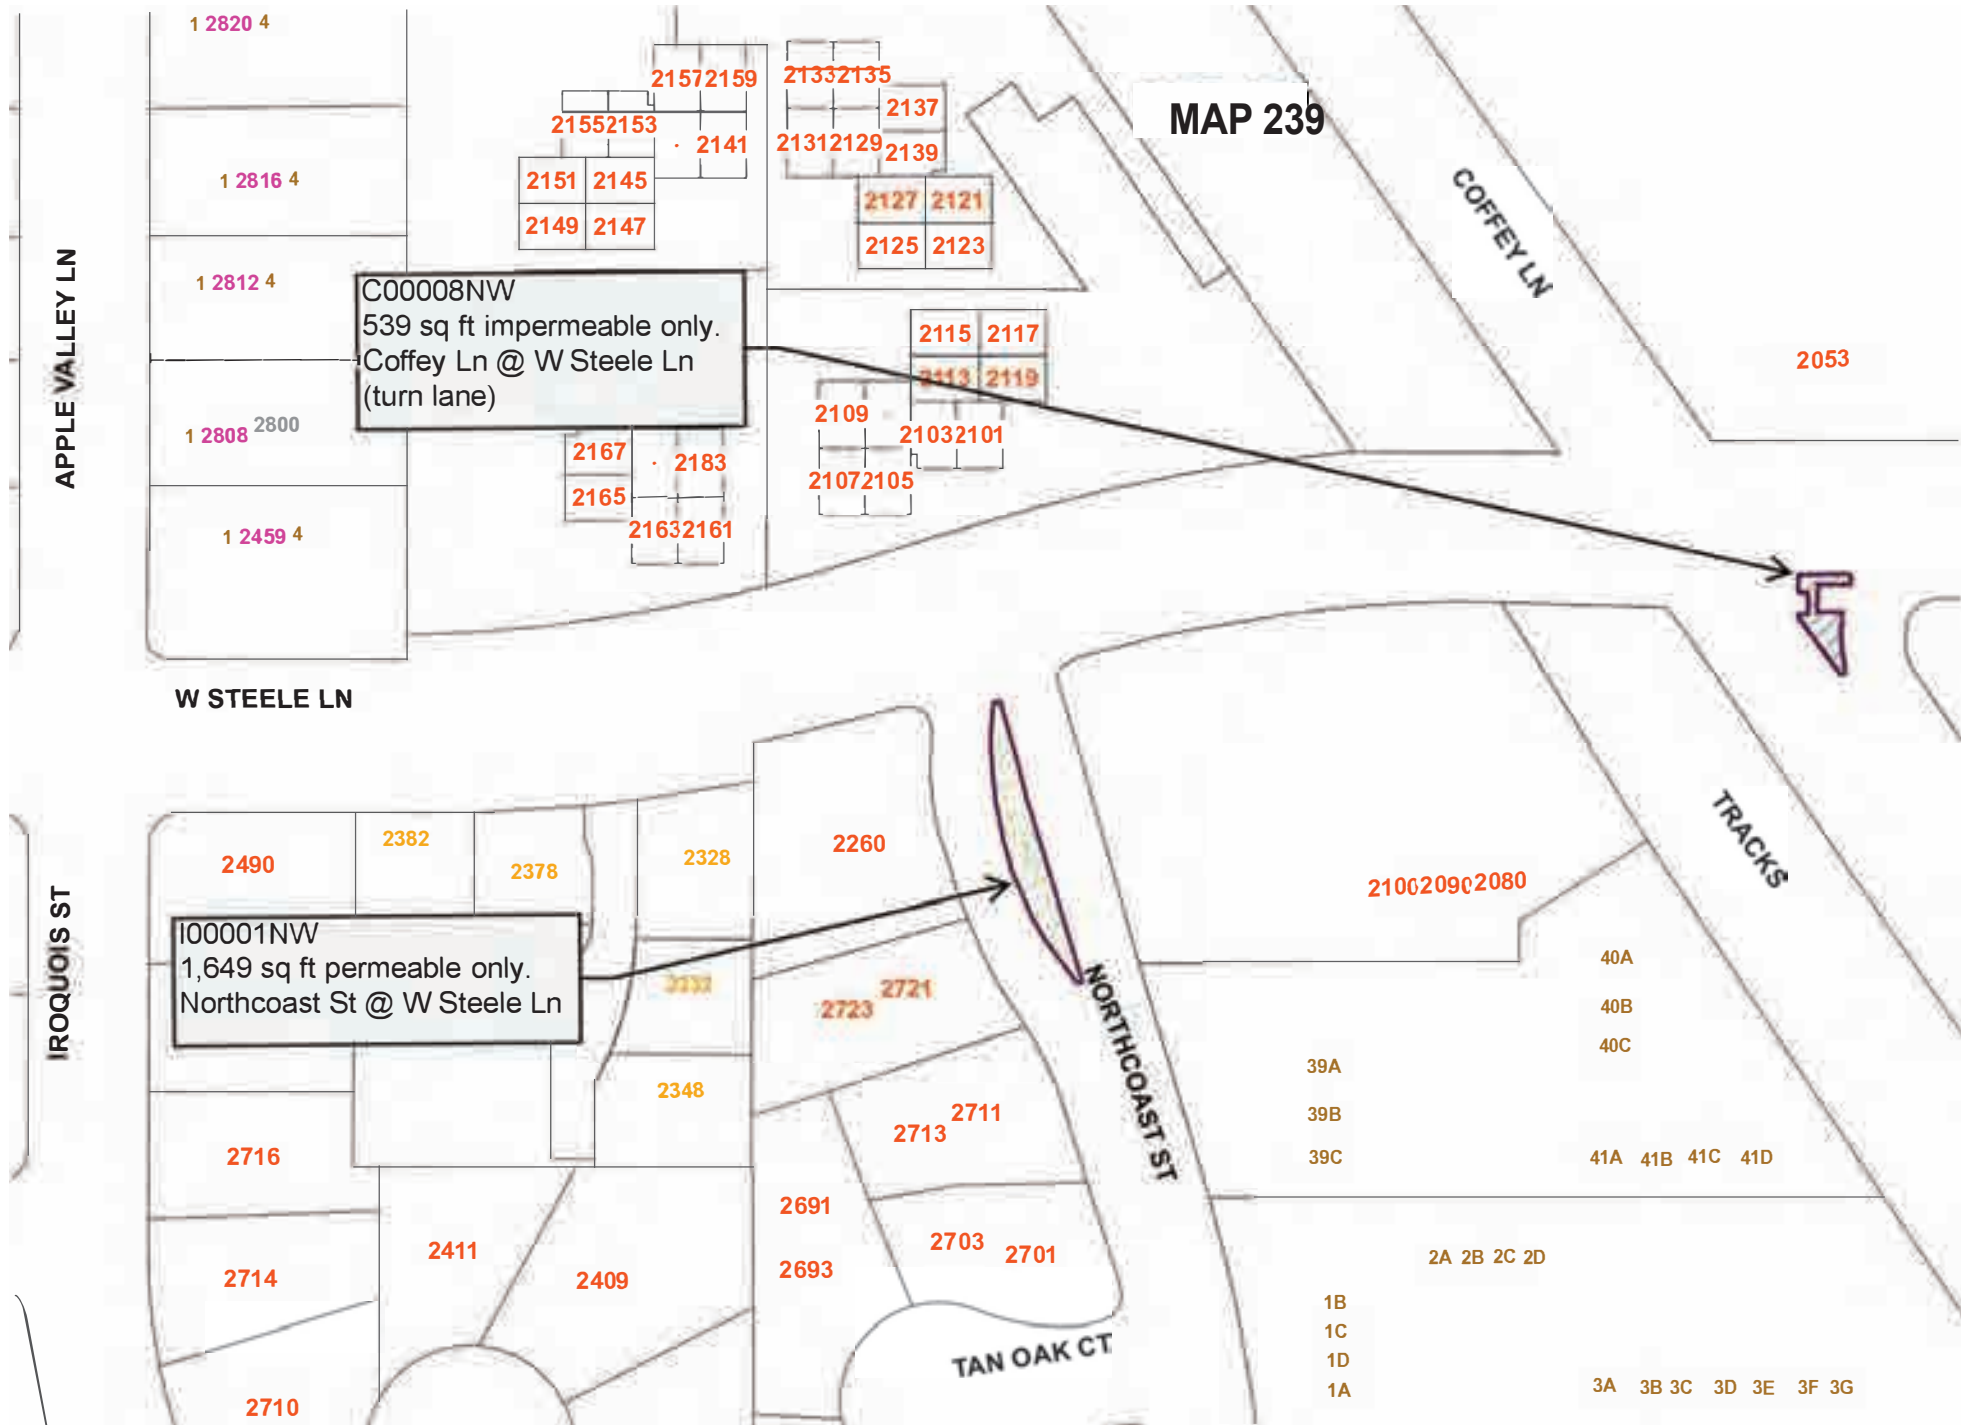 1 2820 4
2157 2159
2133 2135
2137
MAP 239
2155 2153
2141
2131 2129
2139
1 2816 4
2151 2145
2127 2121
COFFEY LN
2149 2147
2125 2123
1 2812 4
APPLE VALLEY LN
C00008NW
539 sq ft impermeable only.
Coffey Ln @ W Steele Ln
(turn lane)
2115 2117
2053
2113 2119
2109
1 2808 2800
2103 2101
2167
2183
2107 2105
2165
2163 2161
1 2459 4
W STEELE LN
2382
2490
2378
2328
2260
TRACKS
2100 2090 2080
IROQUOIS ST
I00001NW
1,649 sq ft permeable only.
Northcoast St @ W Steele Ln
40A
2721
2723
40B
NORTHCOAST ST
40C
39A
2348
39B
2711
2713
2716
39C
41A 41B 41C 41D
2691
2703
2701
2411
2693
2714
2409
2A 2B 2C 2D
1B
1C
TAN OAK CT
1D
1A
3A 3B 3C 3D 3E 3F 3G
2710